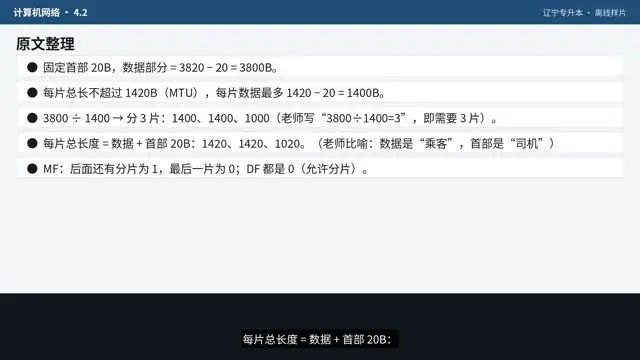 计算机网络 · 4.2
辽宁专升本 · 离线样片
原文整理
● 固定首部 20B，数据部分 = 3820 − 20 = 3800B。
● 每片总长不超过 1420B（MTU），每片数据最多 1420 − 20 = 1400B。
● 3800 ÷ 1400 → 分 3 片：1400、1400、1000（老师写“3800÷1400=3”，即需要 3 片）。
● 每片总长度 = 数据 + 首部 20B：1420、1420、1020。（老师比喻：数据是“乘客”，首部是“司机”）
● MF：后面还有分片为 1，最后一片为 0；DF 都是 0（允许分片）。
每片总长度 = 数据 + 首部 20B：